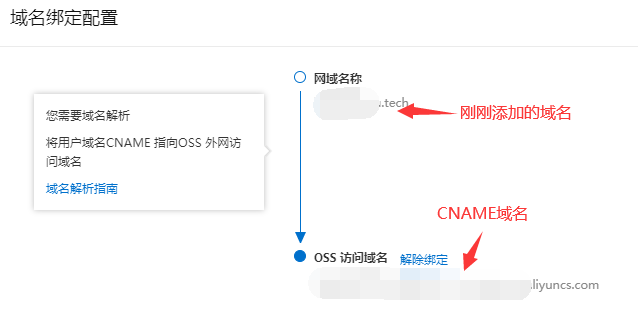 域名绑定配置
网域名称
.tech
刚刚添加的域名
您需要域名解析
将用户域名CNAME 指向OSS 外网访
问域名
域名解析指南
CNAME域名
OSS 访问域名 解除绑定
.liyuncs.com